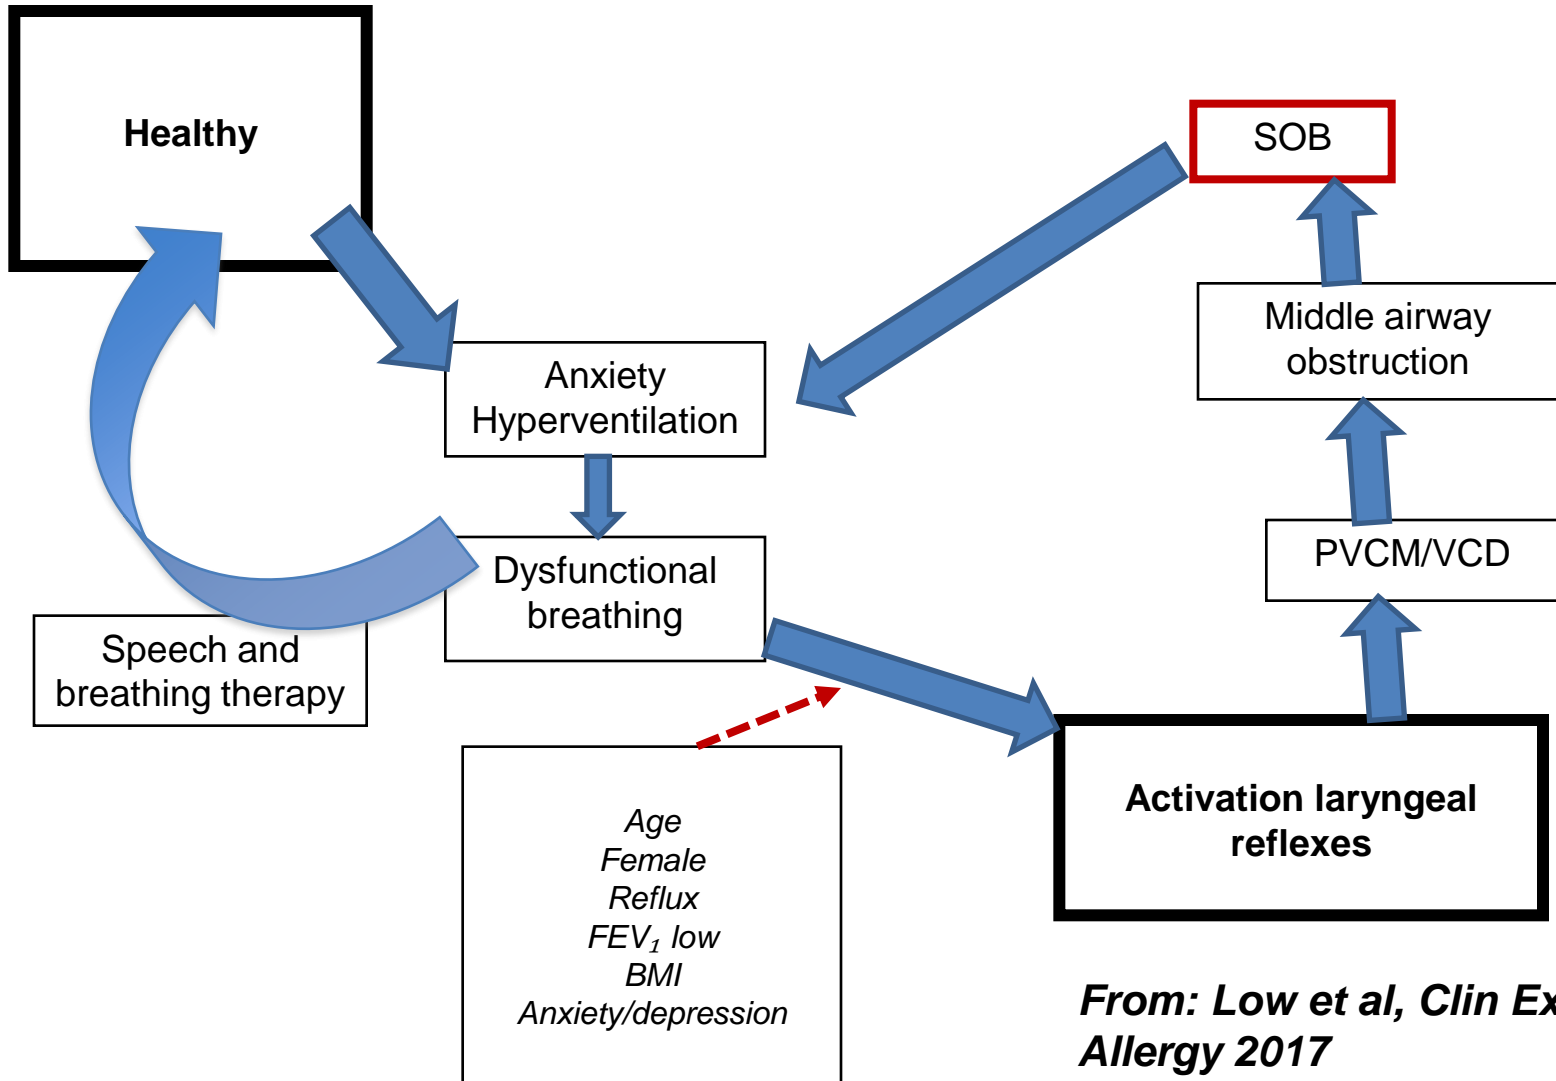 Healthy
SOB
Middle airway
obstruction
Anxiety
Hyperventilation
PVCM/VCD
Dysfunctional
breathing
Speech and
breathing therapy
Activation laryngeal
reflexes
Age
Female
Reflux
FEV₁ low
BMI
Anxiety/depression
From: Low et al, Clin Ex
Allergy 2017